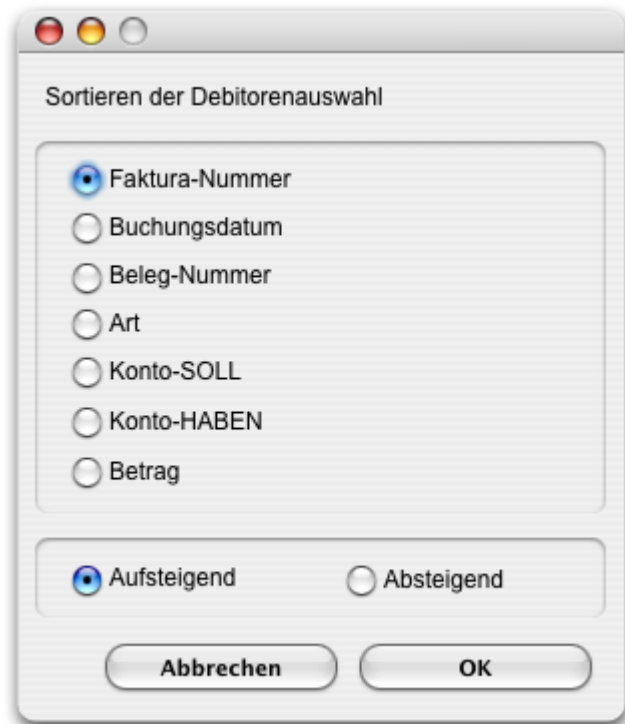 Sortieren der Debitorenauswahl
Faktura-Nummer
Buchungsdatum
Beleg-Nummer
Art
Konto-SOLL
Konto-HABEN
Betrag
Aufsteigend Absteigend
Abbrechen OK